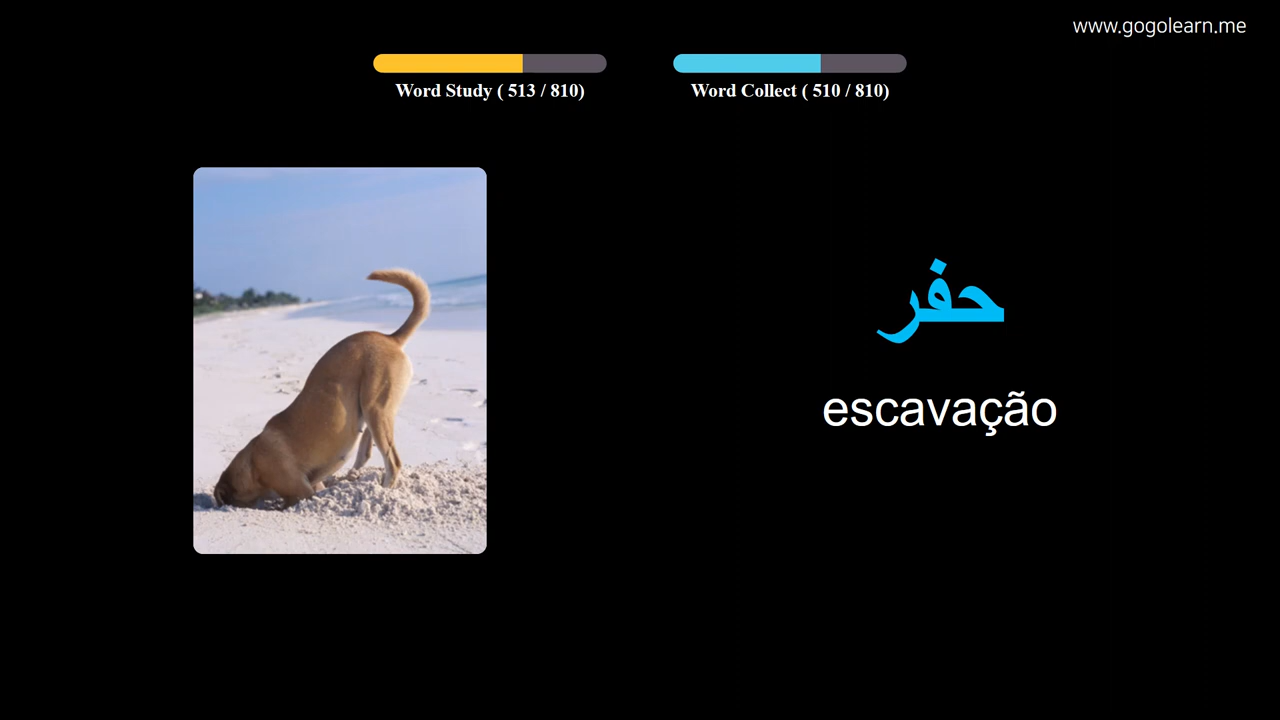 www.gogolearn.me
Word Study ( 513 / 810)
Word Collect ( 510 / 810)
حفر
escavação